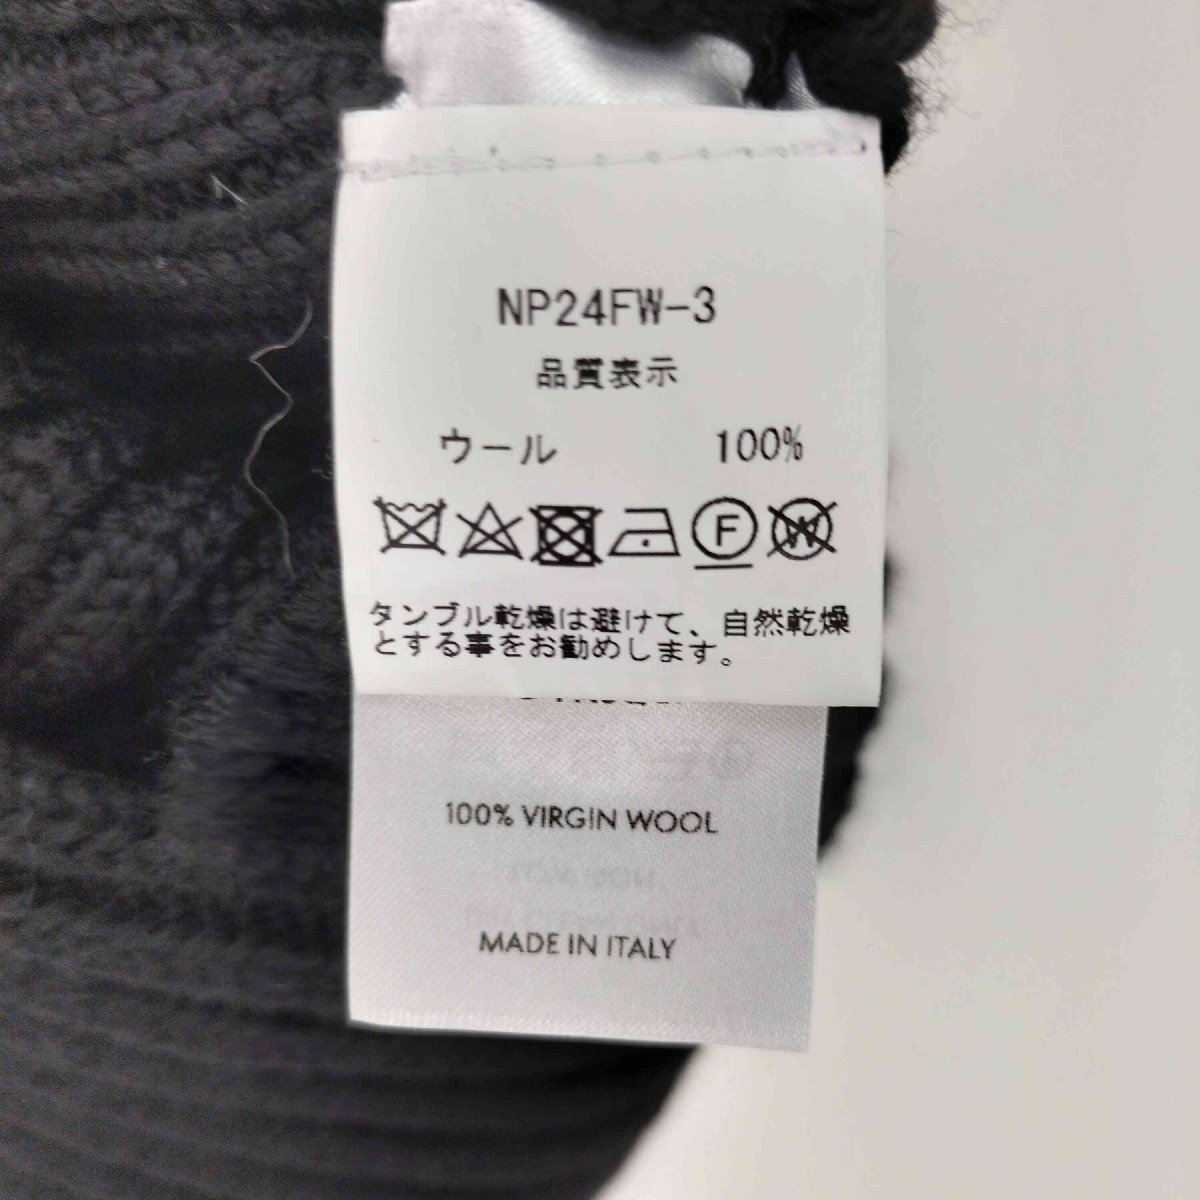 NP24FW-3
品質表示
ウール 100%
F W
タンブル乾燥は避けて、自然乾燥
とする事をお勧めします。
100% VIRGIN WOOL
MADE IN ITALY